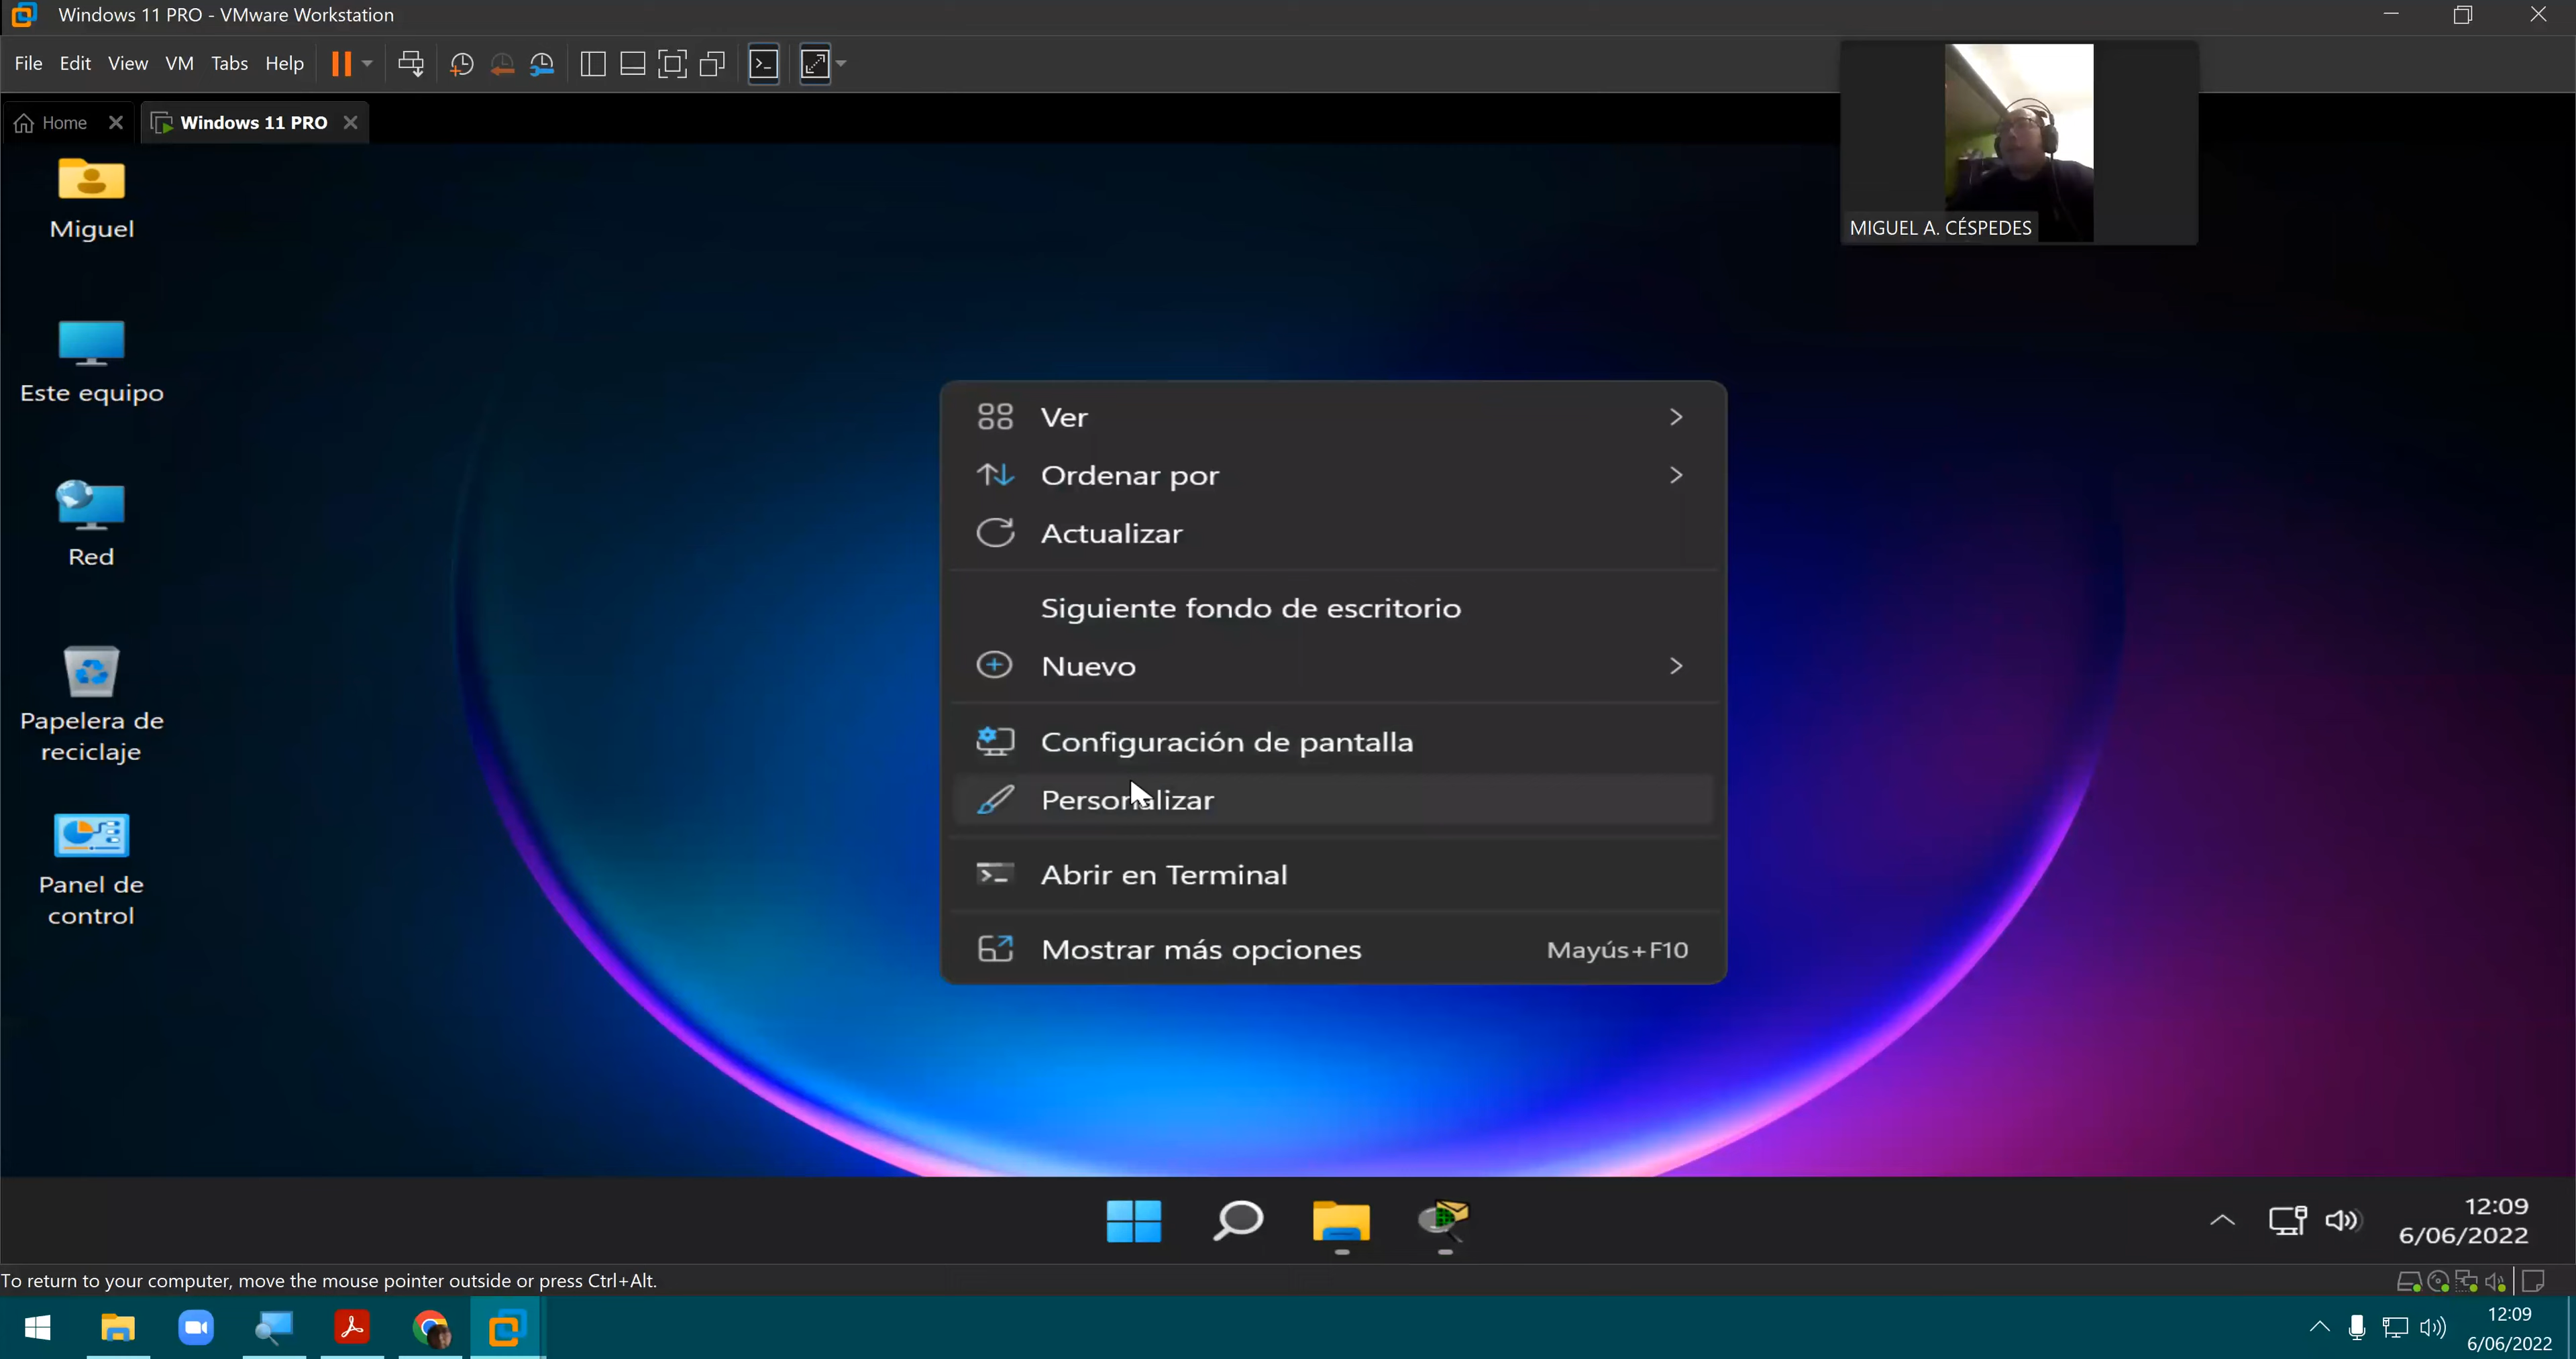 Windows 11 PRO - VMware Workstation
File Edit View VM Tabs Help
Home
Windows 11 PRO
MIGUEL A. CÉSPEDES
Miguel
Este equipo
Red
Papelera de
reciclaje
Panel de
control
Ver
Ordenar por
Actualizar
Siguiente fondo de escritorio
Nuevo
Configuración de pantalla
Personalizar
Abrir en Terminal
Mostrar más opciones Mayús+F10
12:09
6/06/2022
To return to your computer, move the mouse pointer outside or press Ctrl+Alt.
12:09
6/06/2022